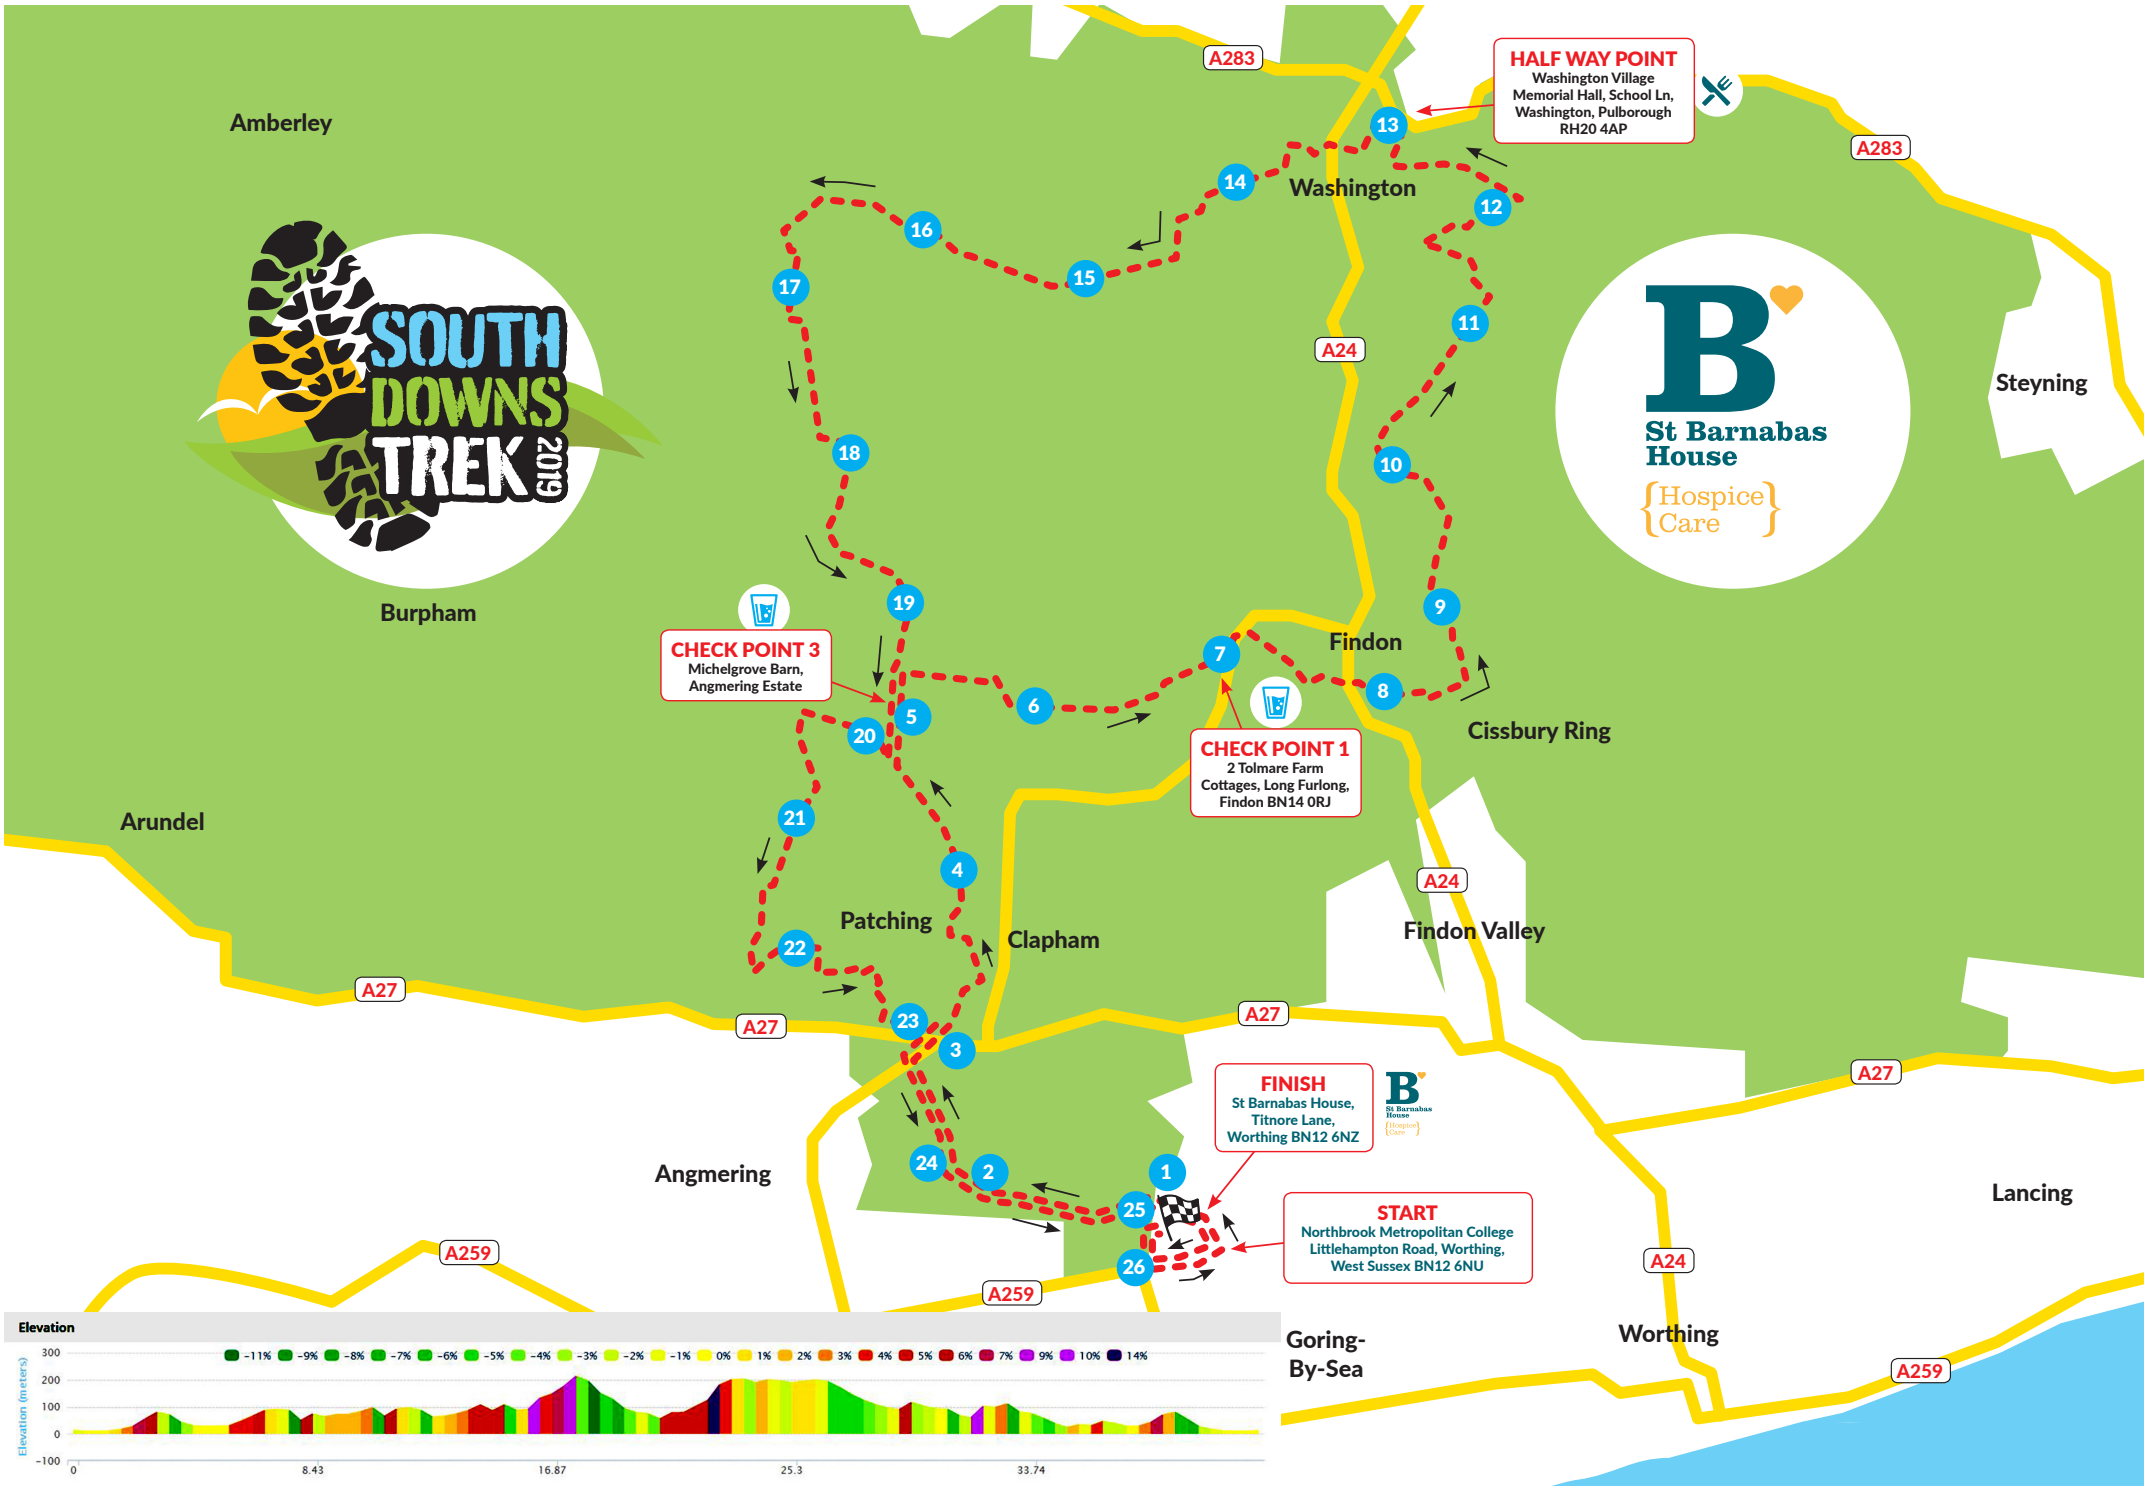 A283
HALF WAY POINT
Washington Village
Memorial Hall, School Ln,
Washington, Pulborough
RH20 4AP
Amberley
13
A283
14
Washington
12
16
15
17
11
A24
SOUTH
DOWNS
TREK
2019
B
St Barnabas
House
{Hospice
Care}
Steyning
18
10
Burpham
19
9
CHECK POINT 3
Michelgrove Barn,
Angmering Estate
Findon
7
8
6
5
20
Cissbury Ring
CHECK POINT 1
2 Tolmare Farm
Cottages, Long Furlong,
Findon BN14 0RJ
Arundel
21
4
A24
Patching
Clapham
Findon Valley
22
A27
A27
23
A27
3
A27
FINISH
St Barnabas House,
Titnore Lane,
Worthing BN12 6NZ
B
St Barnabas
House
{Hospice
Care}
Angmering
24
2
1
25
Lancing
START
Northbrook Metropolitan College
Littlehampton Road, Worthing,
West Sussex BN12 6NU
A259
26
A24
A259
Goring-
By-Sea
Worthing
A259
Elevation
-11% -9% -8% -7% -6% -5% -4% -3% -2% -1% 0% 1% 2% 3% 4% 5% 6% 7% 9% 10% 14%
Elevation (meters)
300
200
100
0
-100
0 8.43 16.87 25.3 33.74